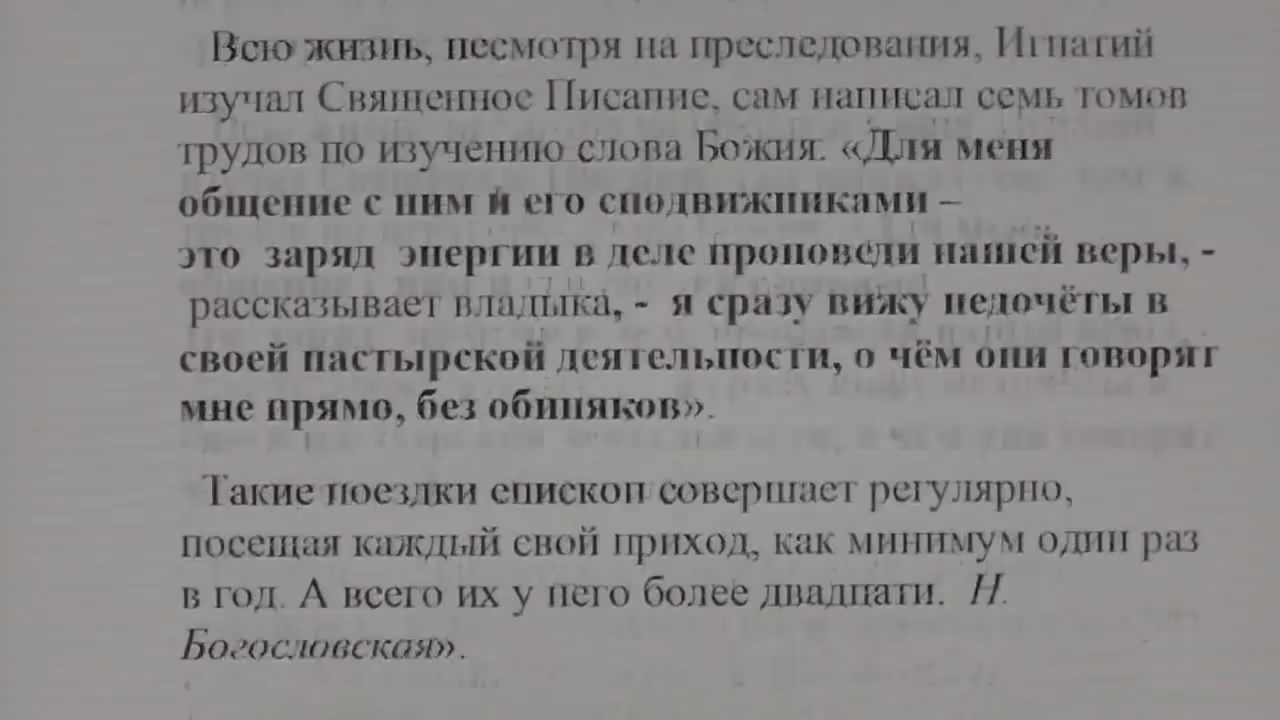 Всю жизнь, несмотря на преследования, Игнатий
изучал Священное Писание, сам написал семь томов
трудов по изучению слова Божия. «Для меня
общение с ним и его сподвижниками –
это заряд энергии в деле проповеди нашей веры, -
рассказывает владыка, - я сразу вижу недочёты в
своей пастырской деятельности, о чём они говорят
мне прямо, без обиняков».
Такие поездки епископ совершает регулярно,
посещая каждый свой приход, как минимум один раз
в год. А всего их у него более двадцати. Н.
Богословская».